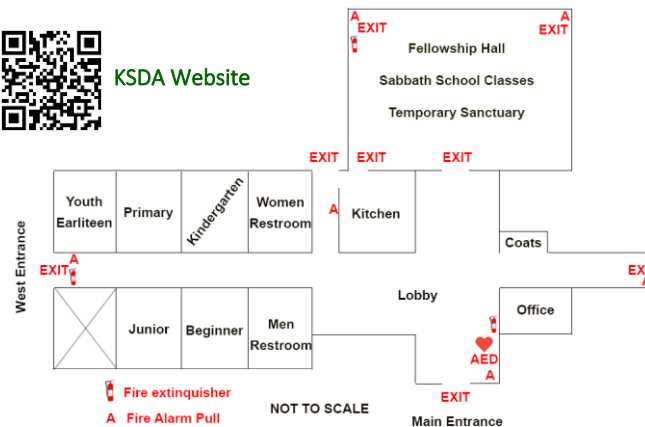 KSDA Website
A
EXIT
A
EXIT
Fellowship Hall
Sabbath School Classes
Temporary Sanctuary
EXIT
EXIT
EXIT
Youth
Earliteen
Primary
Kindergarten
Women
Restroom
A
Kitchen
Coats
West Entrance
A
EXIT
Lobby
EX
A
Junior
Beginner
Men
Restroom
Office
AED
A
EXIT
Main Entrance
Fire extinguisher
A Fire Alarm Pull
NOT TO SCALE